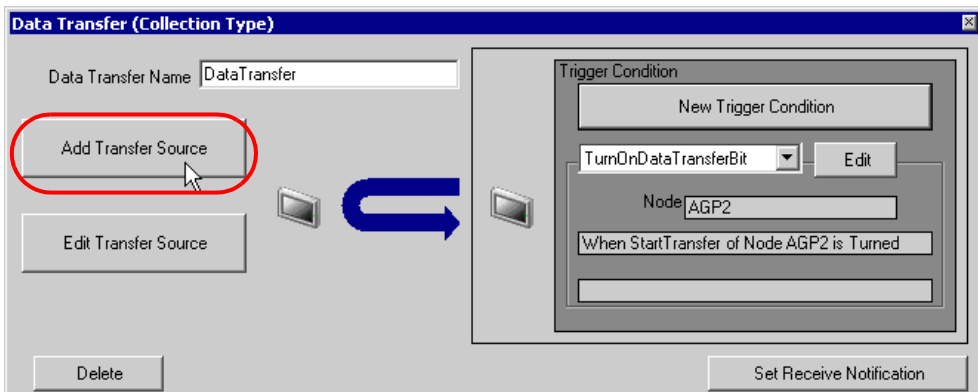 Data Transfer (Collection Type)
Data Transfer Name DataTransfer
Add Transfer Source
Edit Transfer Source
Delete
Trigger Condition
New Trigger Condition
TurnOnDataTransferBit Edit
Node AGP2
When StartTransfer of Node AGP2 is Turned
Set Receive Notification